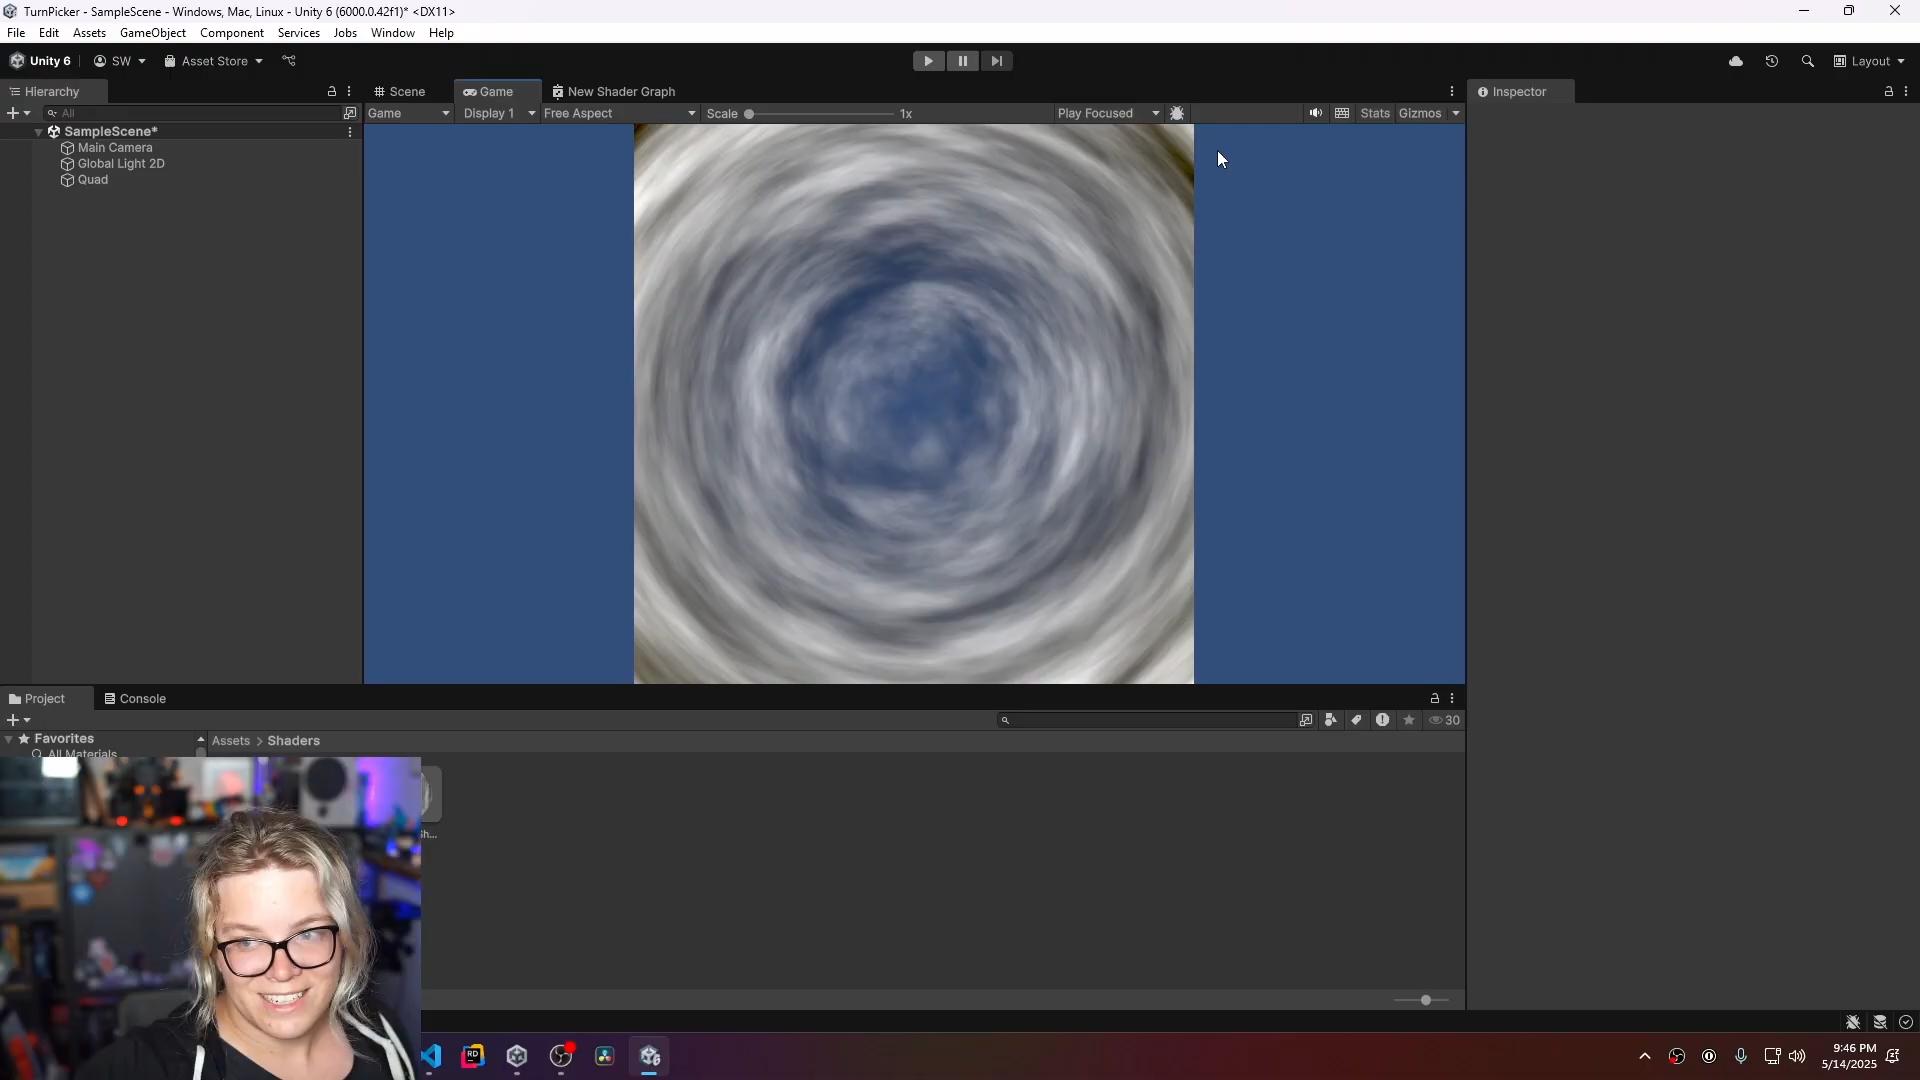 TurnPicker - SampleScene - Windows, Mac, Linux - Unity 6 (6000.0.42f1)* <DX11>
File Edit Assets GameObject Component Services Jobs Window Help
Unity 6 SW Asset Store Layout
Hierarchy Scene Game New Shader Graph Inspector
All Game Display 1 Free Aspect Scale 1x Play Focused Stats Gizmos
SampleScene*
Main Camera
Global Light 2D
Quad
Project Console
30
Favorites Assets > Shaders
All Materials
9:46 PM
5/14/2025